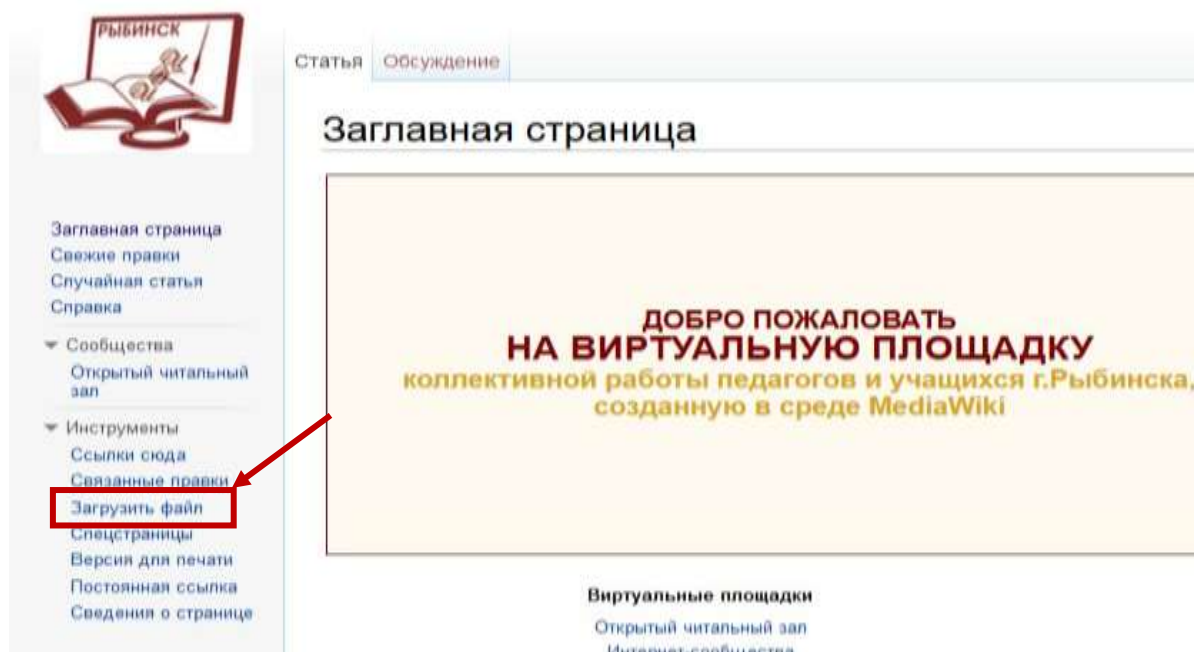 РЫБИНСК
Статья Обсуждение
Заглавная страница
Заглавная страница
Свежие правки
Случайная статья
Справка
Сообщества
Открытый читальный
зал
Инструменты
Ссылки сюда
Связанные правки
Загрузить файл
Спецстраницы
Версия для печати
Постоянная ссылка
Сведения о странице
ДОБРО ПОЖАЛОВАТЬ
НА ВИРТУАЛЬНУЮ ПЛОЩАДКУ
коллективной работы педагогов и учащихся г.Рыбинска,
созданную в среде MediaWiki
Виртуальные площадки
Открытый читальный зал
Интернет-сообщества